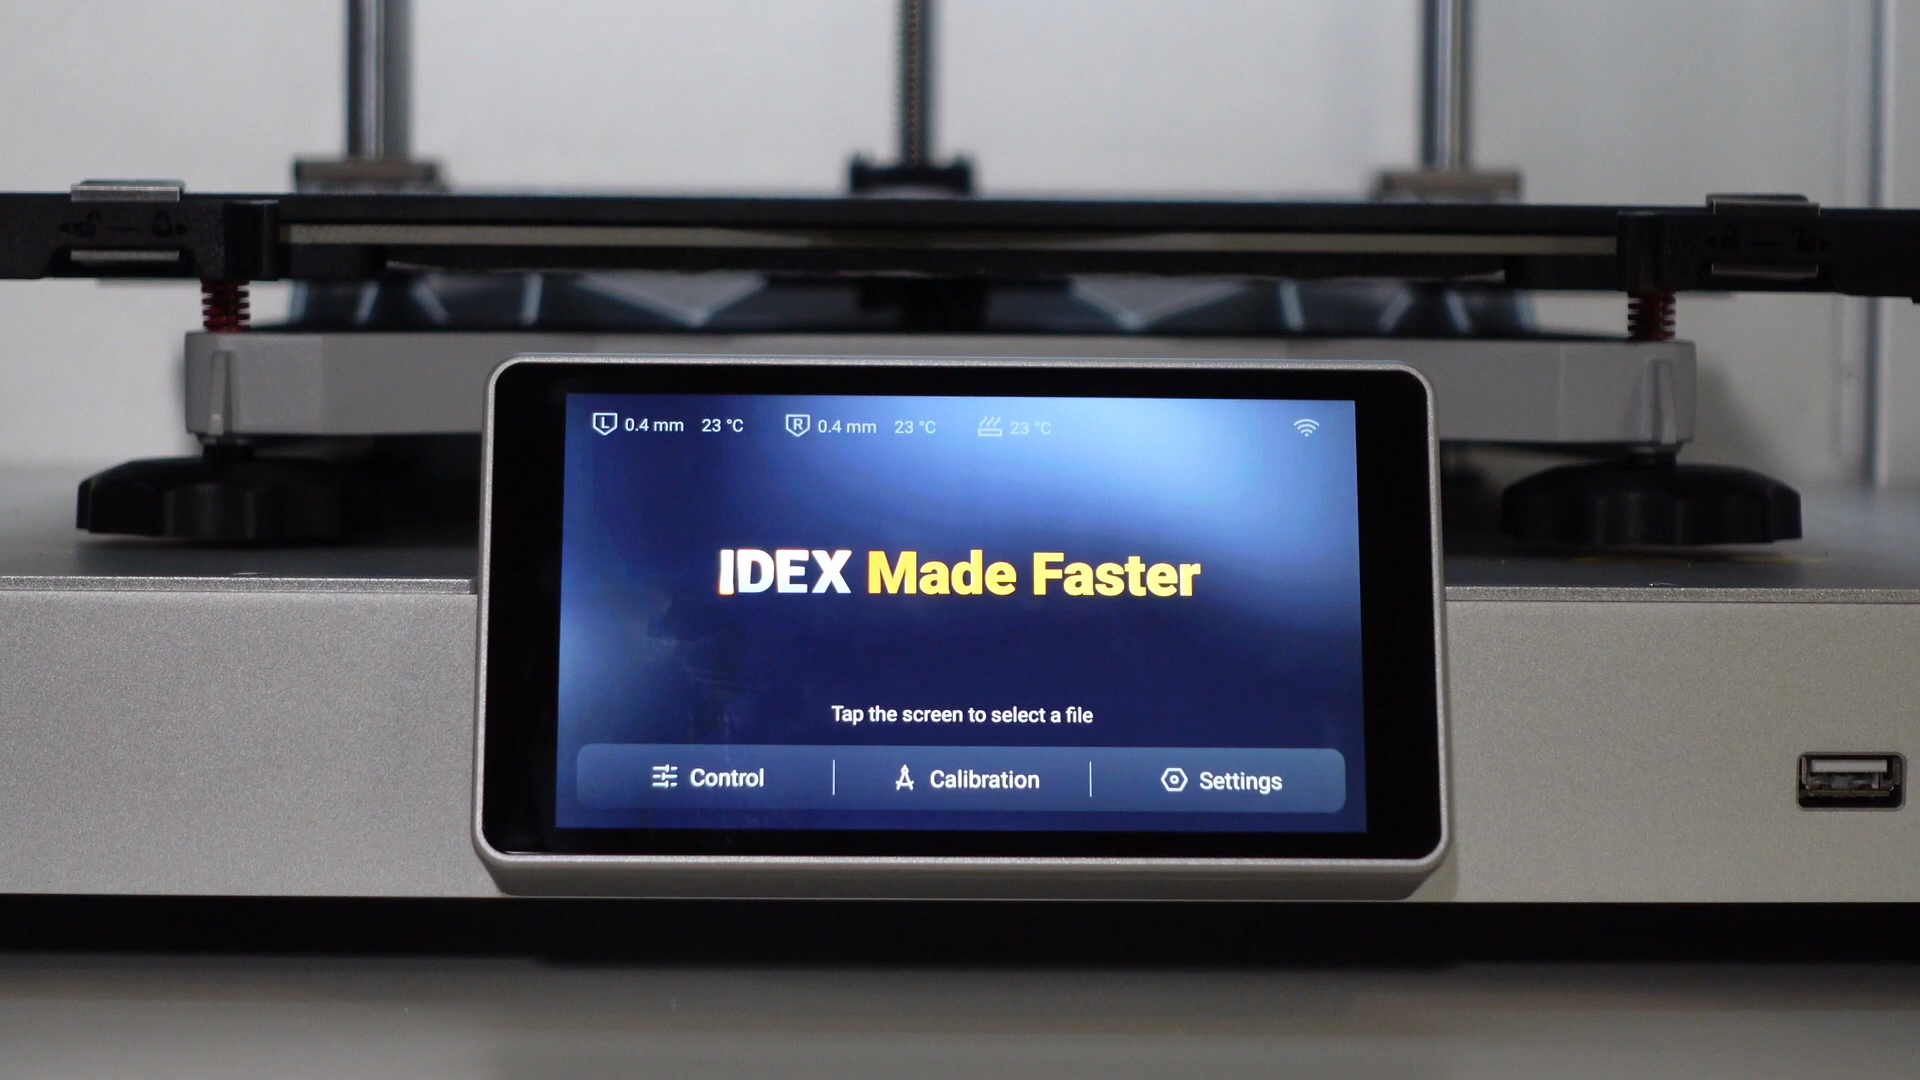 L 0.4 mm 23 °C R 0.4 mm 23 °C 23 °C
IDEX Made Faster
Tap the screen to select a file
Control Calibration Settings